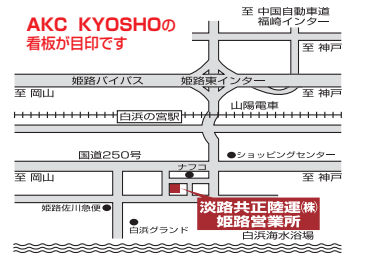 AKC KYOSHOの
看板が目印です
至 中国自動車道
福崎インター
至 神戸
姫路バイパス
姫路東インター
至 岡山
至 神戸
山陽電車
白浜の宮駅
国道250号
ショッピングセンター
ナフコ
至 岡山
至 神戸
姫路佐川急便
淡路共正陸運㈱
姫路営業所
白浜グランド
白浜海水浴場